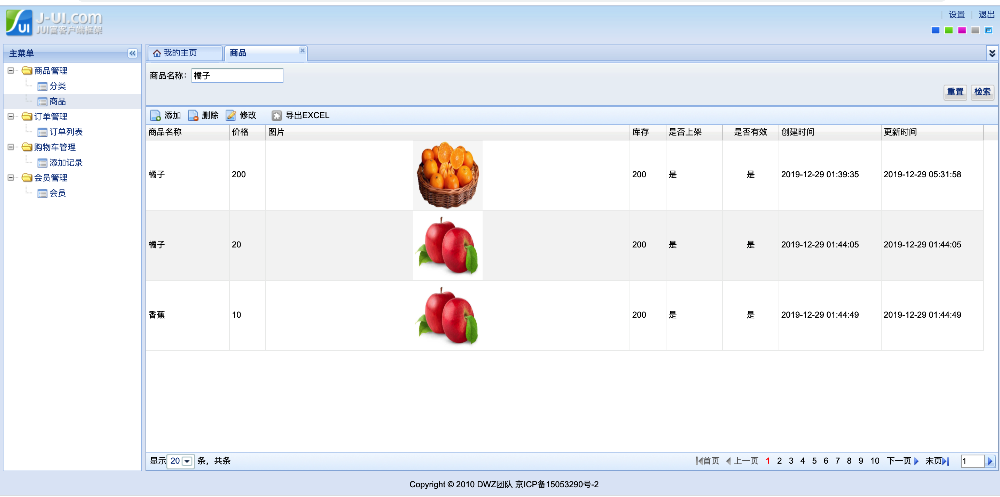 J-UI.com
JUI富客户端框架
UI
设置 退出
主菜单
商品管理
分类
商品
订单管理
订单列表
购物车管理
添加记录
会员管理
会员
我的主页 商品
商品名称： 橘子
重置 检索
添加 删除 修改 导出EXCEL
商品名称 价格 图片 库存 是否上架 是否有效 创建时间 更新时间
橘子 200 200 是 是 2019-12-29 01:39:35 2019-12-29 05:31:58
橘子 20 200 是 是 2019-12-29 01:44:05 2019-12-29 01:44:05
香蕉 10 200 是 是 2019-12-29 01:44:49 2019-12-29 01:44:49
显示 20 条，共条 首页 上一页 1 2 3 4 5 6 7 8 9 10 下一页 末页 1
Copyright © 2010 DWZ团队 京ICP备15053290号-2